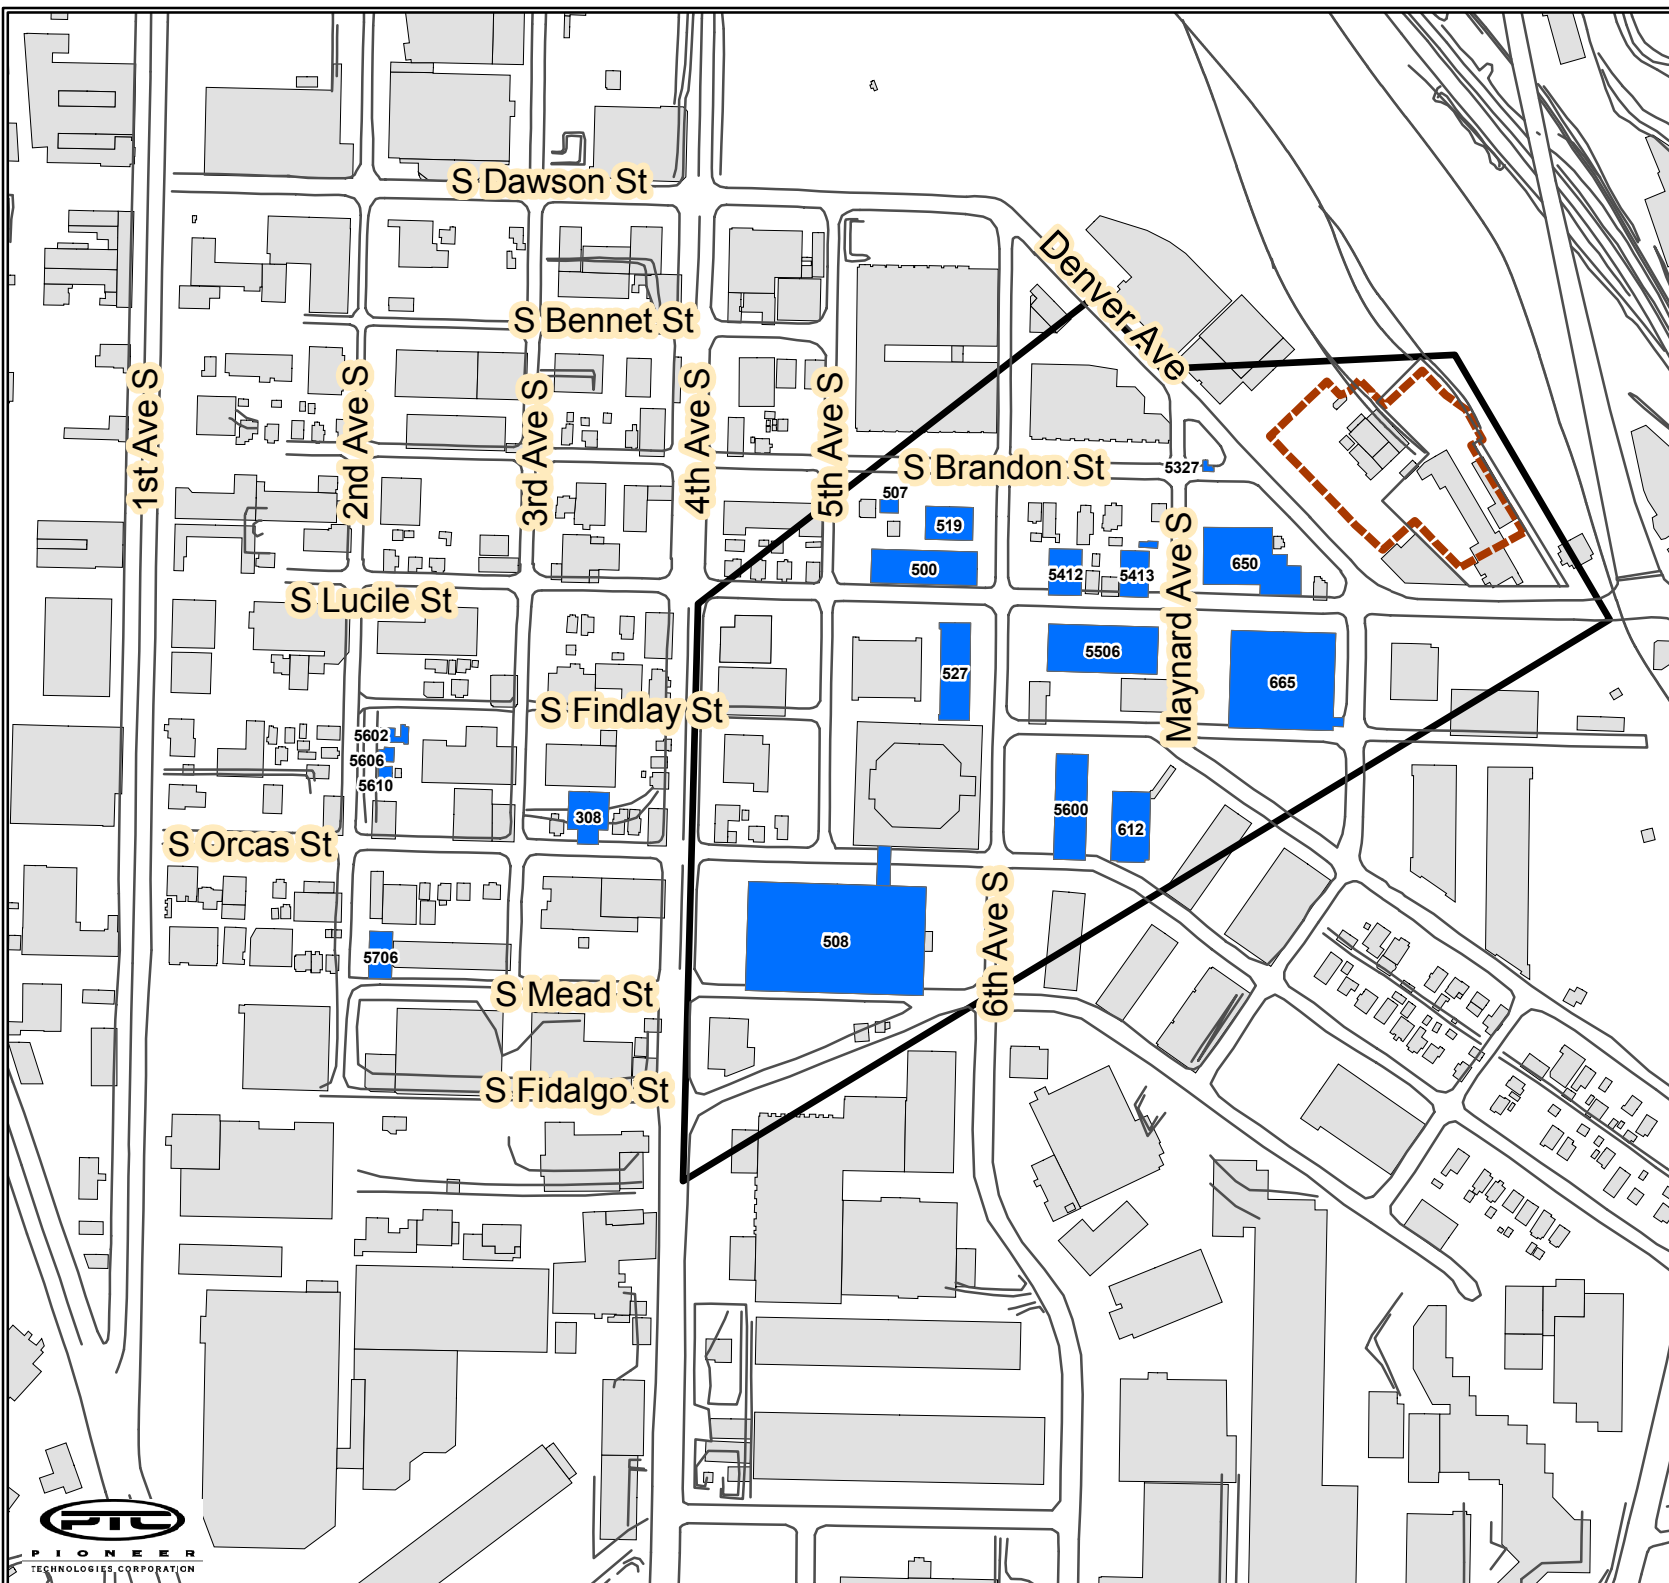 S Dawson St
Denver Ave
S Bennet St
1st Ave S
2nd Ave S
3rd Ave S
4th Ave S
5th Ave S
S Brandon St
5327
507
519
500
5412
5413
650
Maynard Ave S
S Lucile St
5506
527
665
S Findlay St
5602
5606
5610
308
5600
612
S Orcas St
6th Ave S
508
5706
S Mead St
S Fidalgo St
PTC
PIONEER
TECHNOLOGIES CORPORATION